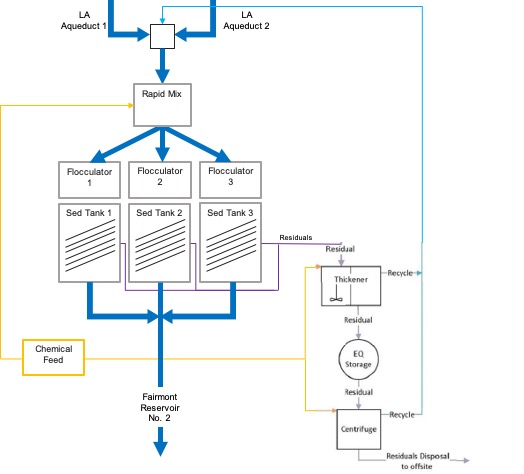 LA
Aqueduct 1
LA
Aqueduct 2
Rapid Mix
Flocculator
1
Flocculator
2
Flocculator
3
Sed Tank 1
Sed Tank 2
Sed Tank 3
Residuals
Residual
Thickener
Recycle
Residual
EQ
Storage
Residual
Chemical
Feed
Fairmont
Reservoir
No. 2
Recycle
Centrifuge
Residuals Disposal
to offsite